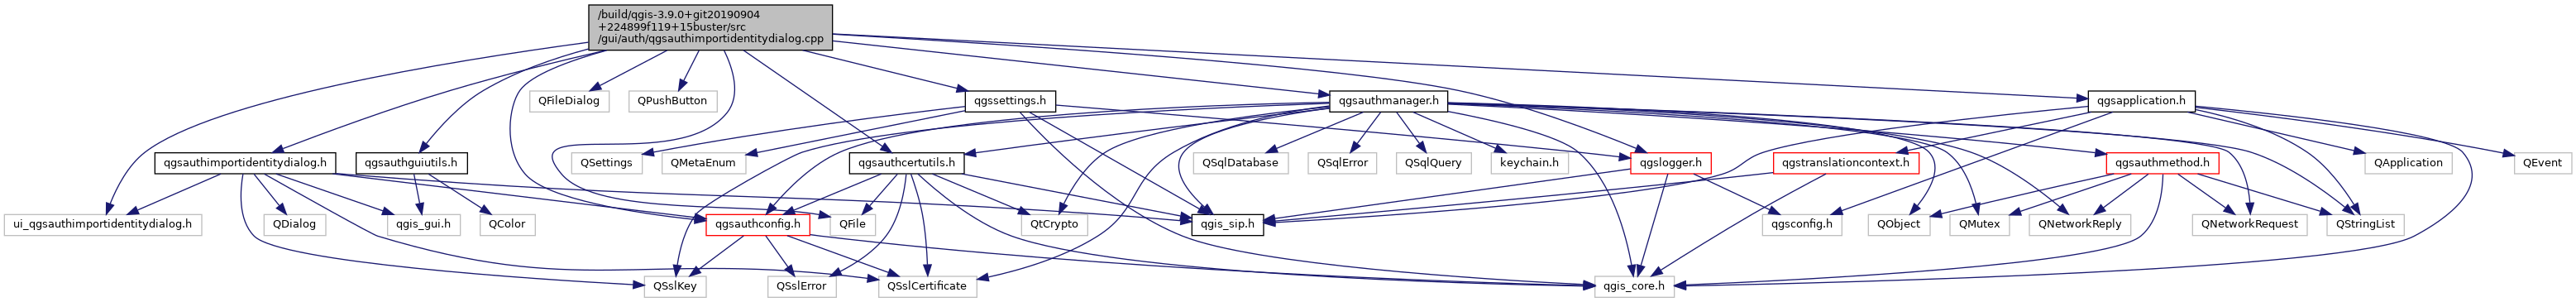 /build/qgis-3.9.0+git20190904
+224899f119+15buster/src
/gui/auth/qgsauthimportidentitydialog.cpp
QFileDialog
QPushButton
qgssettings.h
qgsauthmanager.h
qgsapplication.h
qgsauthimportidentitydialog.h
qgsauthguiutils.h
QSettings
QMetaEnum
qgsauthcertutils.h
QSqlDatabase
QSqlError
QSqlQuery
keychain.h
qgslogger.h
qgstranslationcontext.h
qgsauthmethod.h
QApplication
QEvent
ui_qgsauthimportidentitydialog.h
QDialog
qgis_gui.h
QColor
qgsauthconfig.h
QFile
QtCrypto
qgis_sip.h
qgsconfig.h
QObject
QMutex
QNetworkReply
QNetworkRequest
QStringList
QSslKey
QSslError
QSslCertificate
qgis_core.h